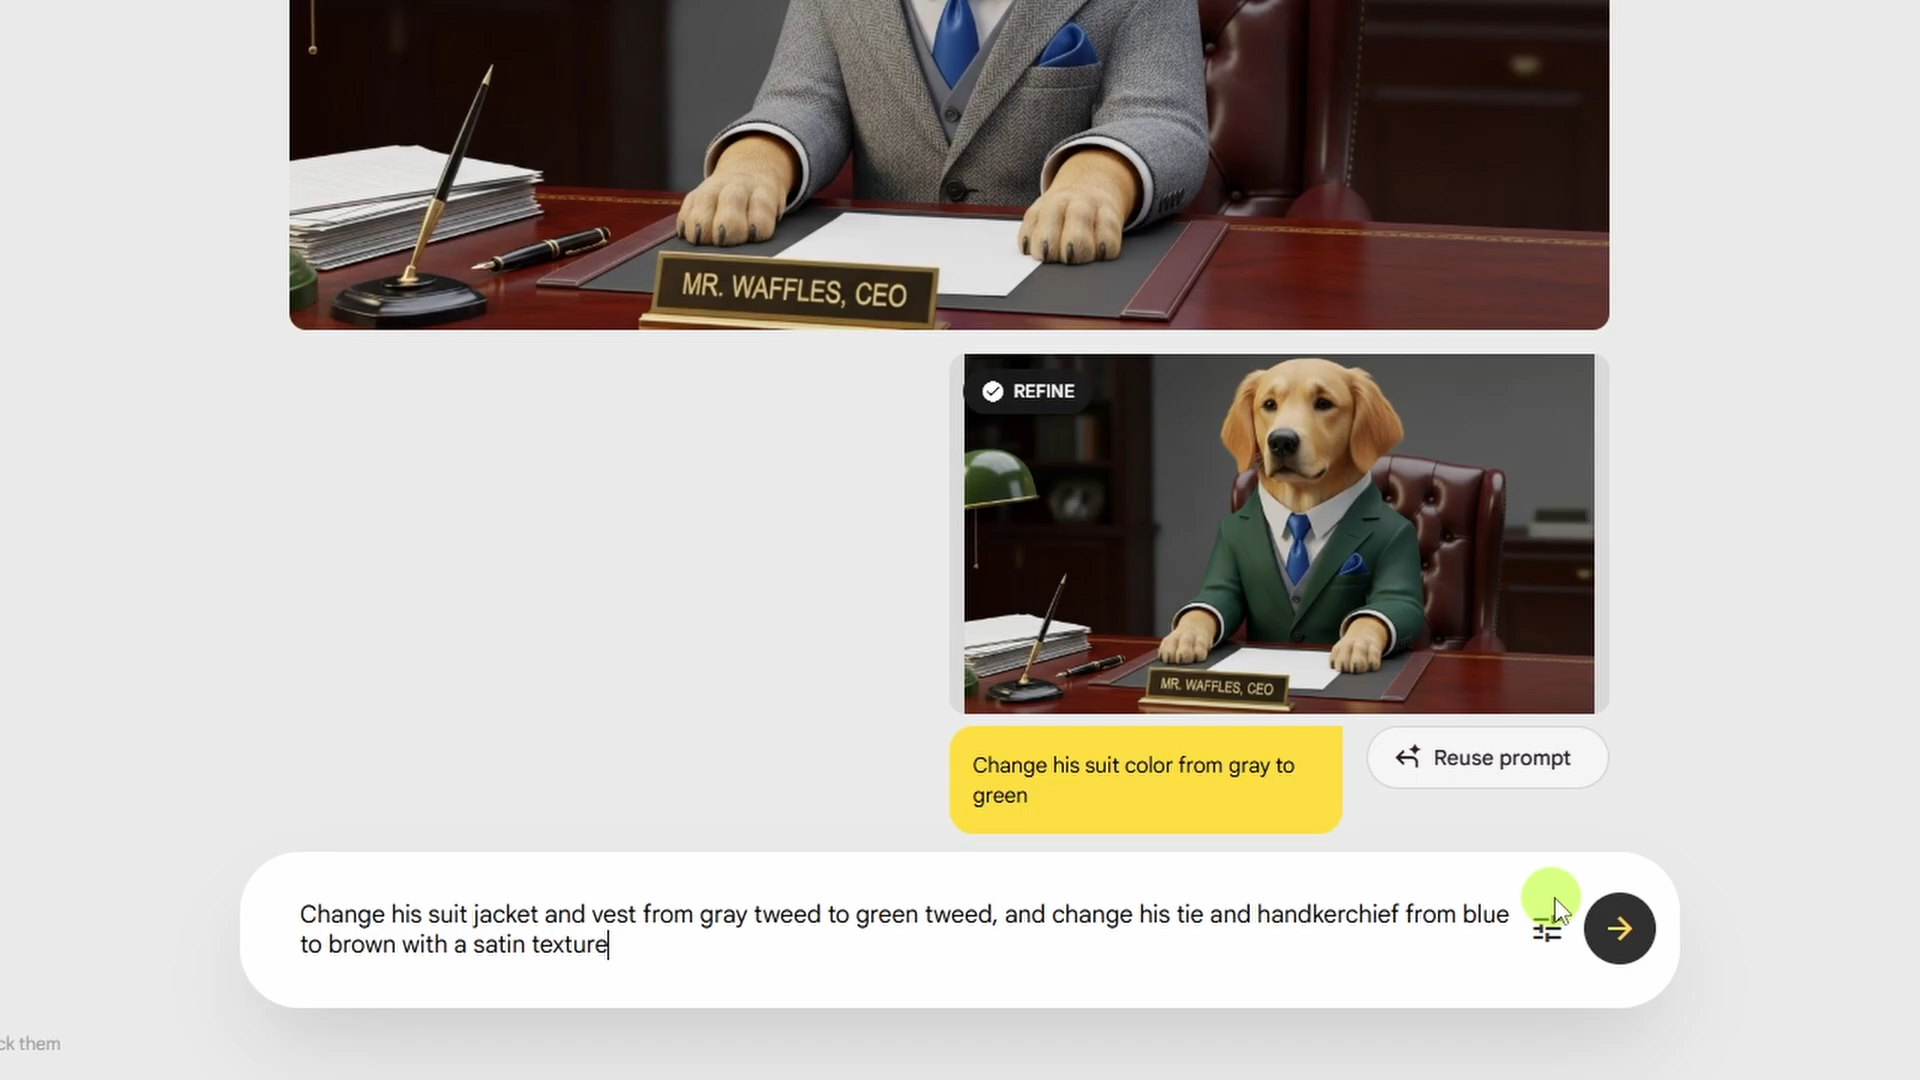 MR. WAFFLES, CEO
REFINE
MR. WAFFLES, CEO
Change his suit color from gray to
green
Reuse prompt
Change his suit jacket and vest from gray tweed to green tweed, and change his tie and handkerchief from blue
to brown with a satin texture
ck them